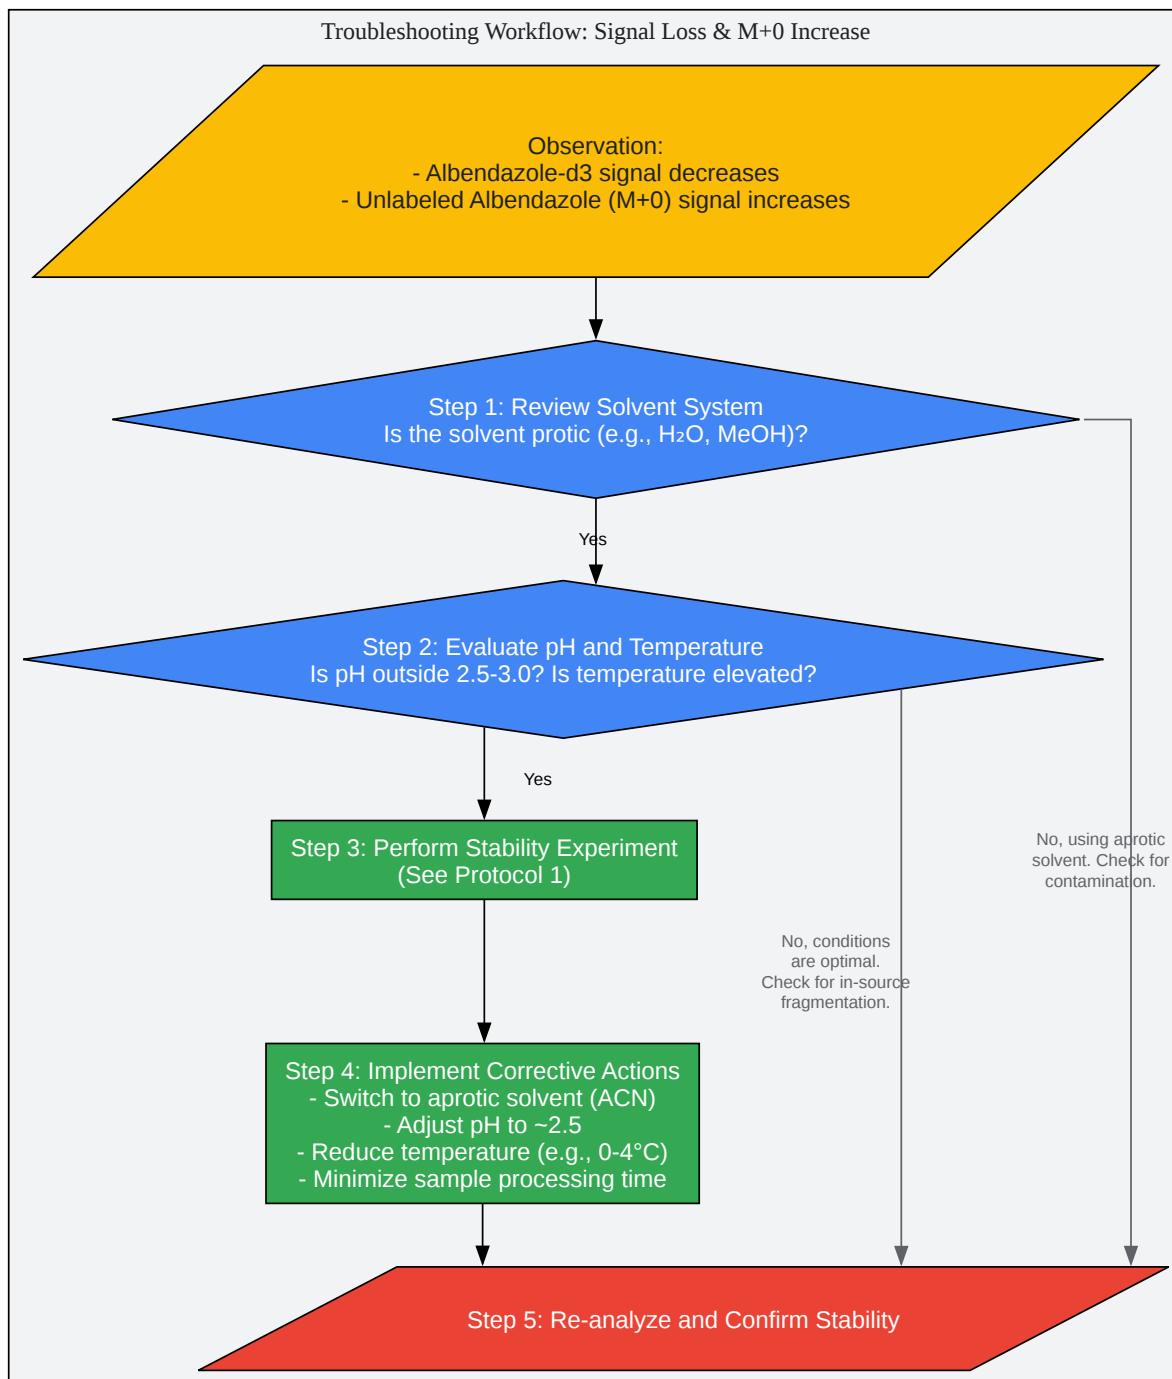 Troubleshooting Workflow: Signal Loss & M+0 Increase
Observation:
- Albendazole-d3 signal decreases
- Unlabeled Albendazole (M+0) signal increases
Step 1: Review Solvent System
Is the solvent protic (e.g., H₂O, MeOH)?
Yes
Step 2: Evaluate pH and Temperature
Is pH outside 2.5-3.0? Is temperature elevated?
Yes
Step 3: Perform Stability Experiment
(See Protocol 1)
No, using aprotic
solvent. Check for
contamination.
No, conditions
are optimal.
Check for in-source
fragmentation.
Step 4: Implement Corrective Actions
- Switch to aprotic solvent (ACN)
- Adjust pH to ~2.5
- Reduce temperature (e.g., 0-4°C)
- Minimize sample processing time
Step 5: Re-analyze and Confirm Stability